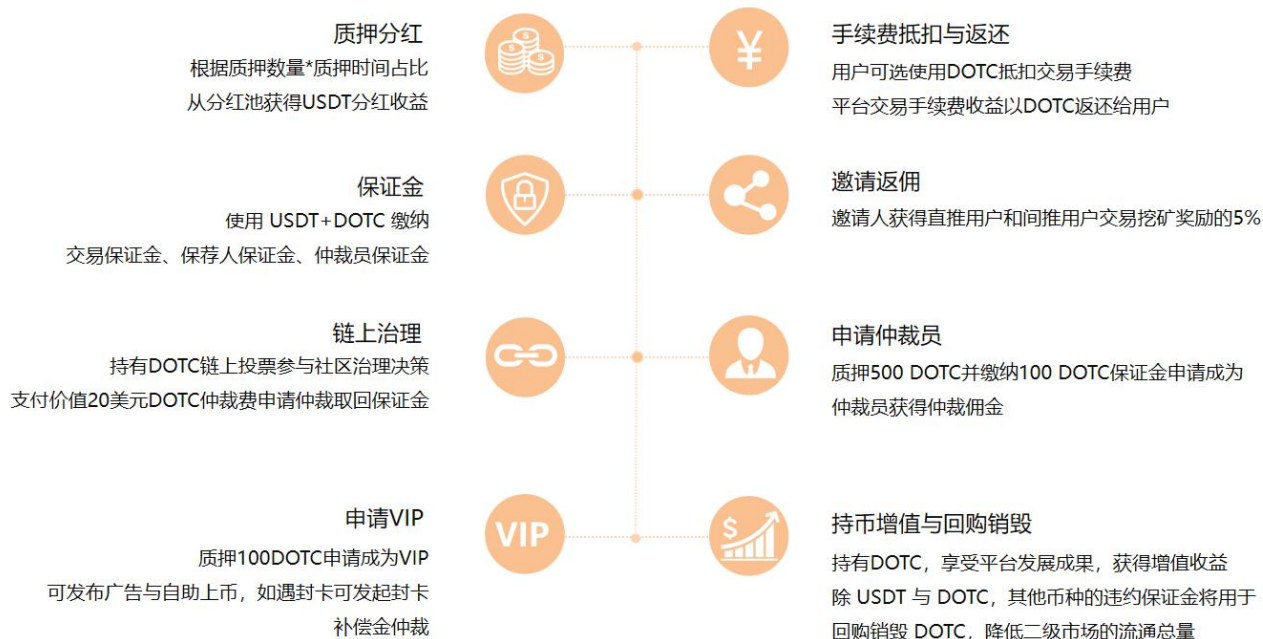 质押分红
根据质押数量*质押时间占比
从分红池获得USDT分红收益
¥
手续费抵扣与返还
用户可选使用DOTC抵扣交易手续费
平台交易手续费收益以DOTC返还给用户
保证金
使用 USDT+DOTC 缴纳
交易保证金、保荐人保证金、仲裁员保证金
邀请返佣
邀请人获得直推用户和间推用户交易挖矿奖励的5%
链上治理
持有DOTC链上投票参与社区治理决策
支付价值20美元DOTC仲裁费申请仲裁取回保证金
申请仲裁员
质押500 DOTC并缴纳100 DOTC保证金申请成为
仲裁员获得仲裁佣金
申请VIP
质押100DOTC申请成为VIP
可发布广告与自助上币，如遇封卡可发起封卡
补偿金仲裁
VIP
$
持币增值与回购销毁
持有DOTC，享受平台发展成果，获得增值收益
除 USDT 与 DOTC，其他币种的违约保证金将用于
回购销毁 DOTC，降低二级市场的流通总量